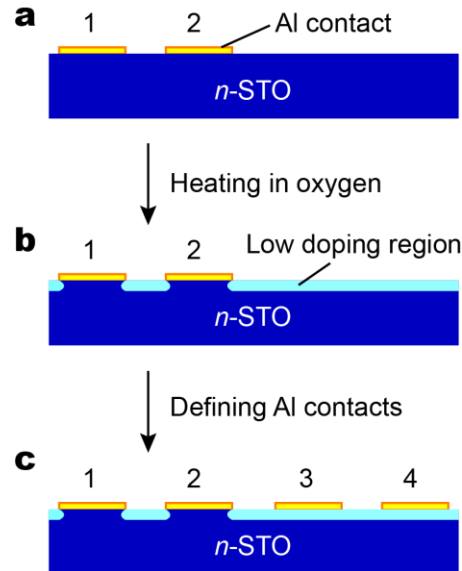 a
1 2 Al contact
n-STO
Heating in oxygen
b
1 2 Low doping region
n-STO
Defining Al contacts
c
1 2 3 4
n-STO